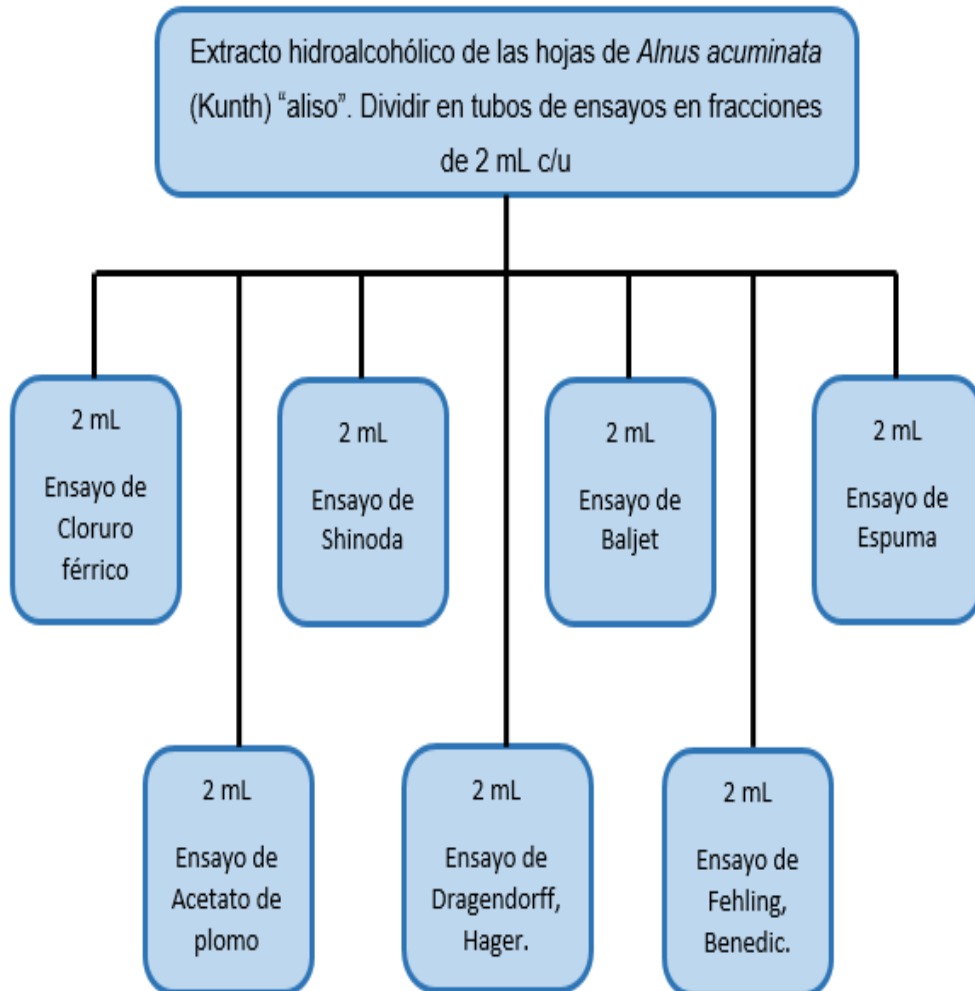 Extracto hidroalcohólico de las hojas de Alnus acuminata
(Kunth) “aliso”. Dividir en tubos de ensayos en fracciones
de 2 mL c/u
2 mL
Ensayo de
Cloruro
férrico
2 mL
Ensayo de
Shinoda
2 mL
Ensayo de
Baljet
2 mL
Ensayo de
Espuma
2 mL
Ensayo de
Acetato de
plomo
2 mL
Ensayo de
Dragendorff,
Hager.
2 mL
Ensayo de
Fehling,
Benedic.